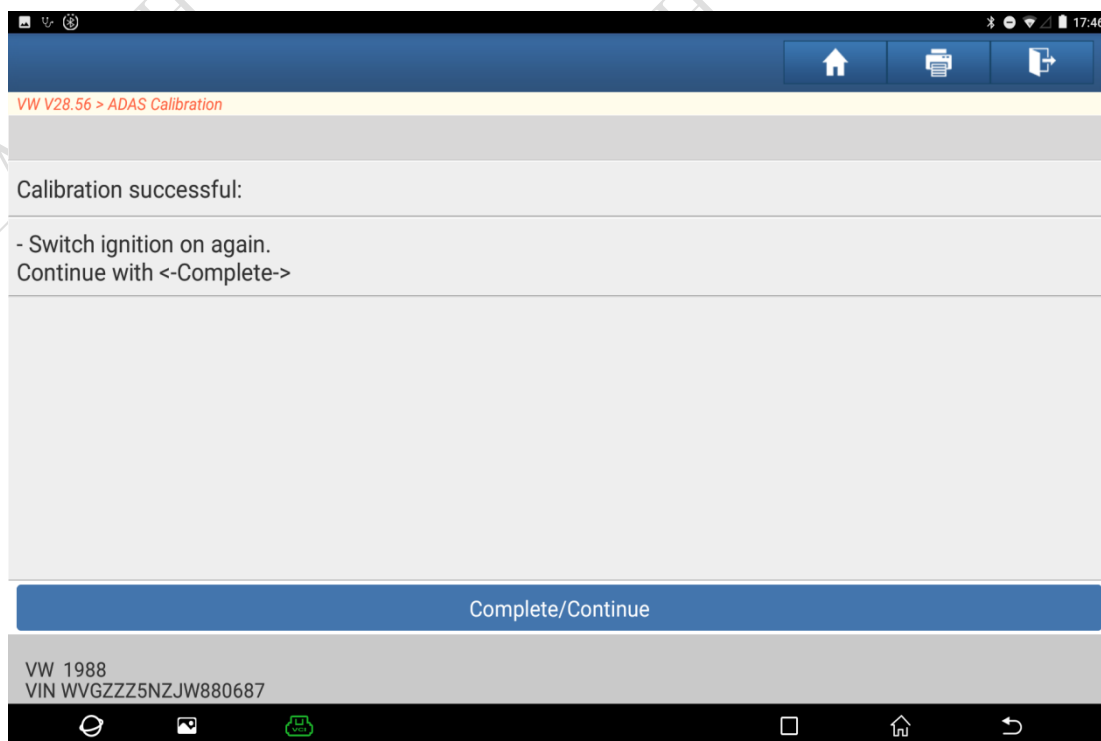 17:46
VW V28.56 > ADAS Calibration
Calibration successful:
- Switch ignition on again.
Continue with <-Complete->
Complete/Continue
VW 1988
VIN WVGZZZ5NZJW880687
VCI